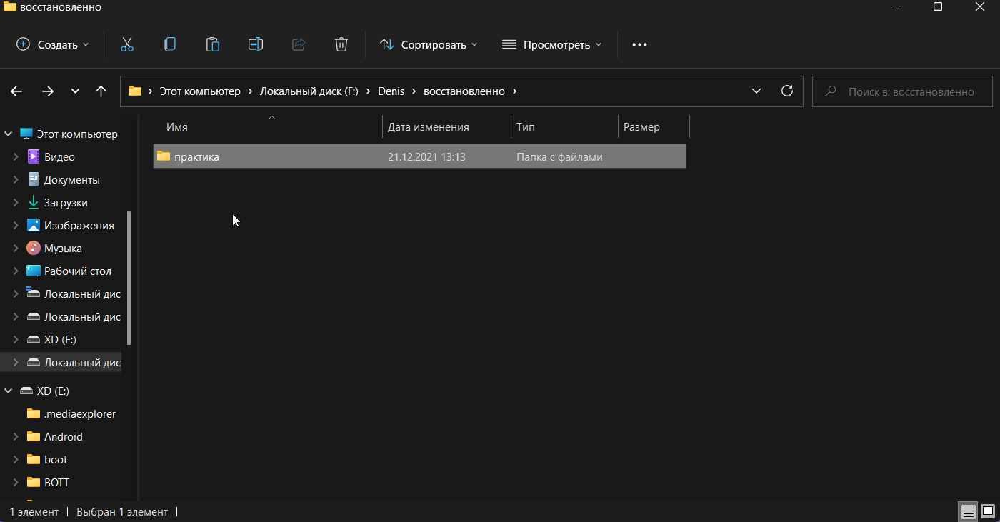 восстановленно
Создать
Сортировать
Просмотреть
Этот компьютер
Локальный диск (F:)
Denis
восстановленно
Поиск в: восстановленно
Имя
Дата изменения
Тип
Размер
практика
21.12.2021 13:13
Папка с файлами
Этот компьютер
Видео
Документы
Загрузки
Изображения
Музыка
Рабочий стол
Локальный дис
Локальный дис
XD (E:)
Локальный дис
XD (E:)
.mediaexplorer
Android
boot
BOTT
1 элемент
Выбран 1 элемент